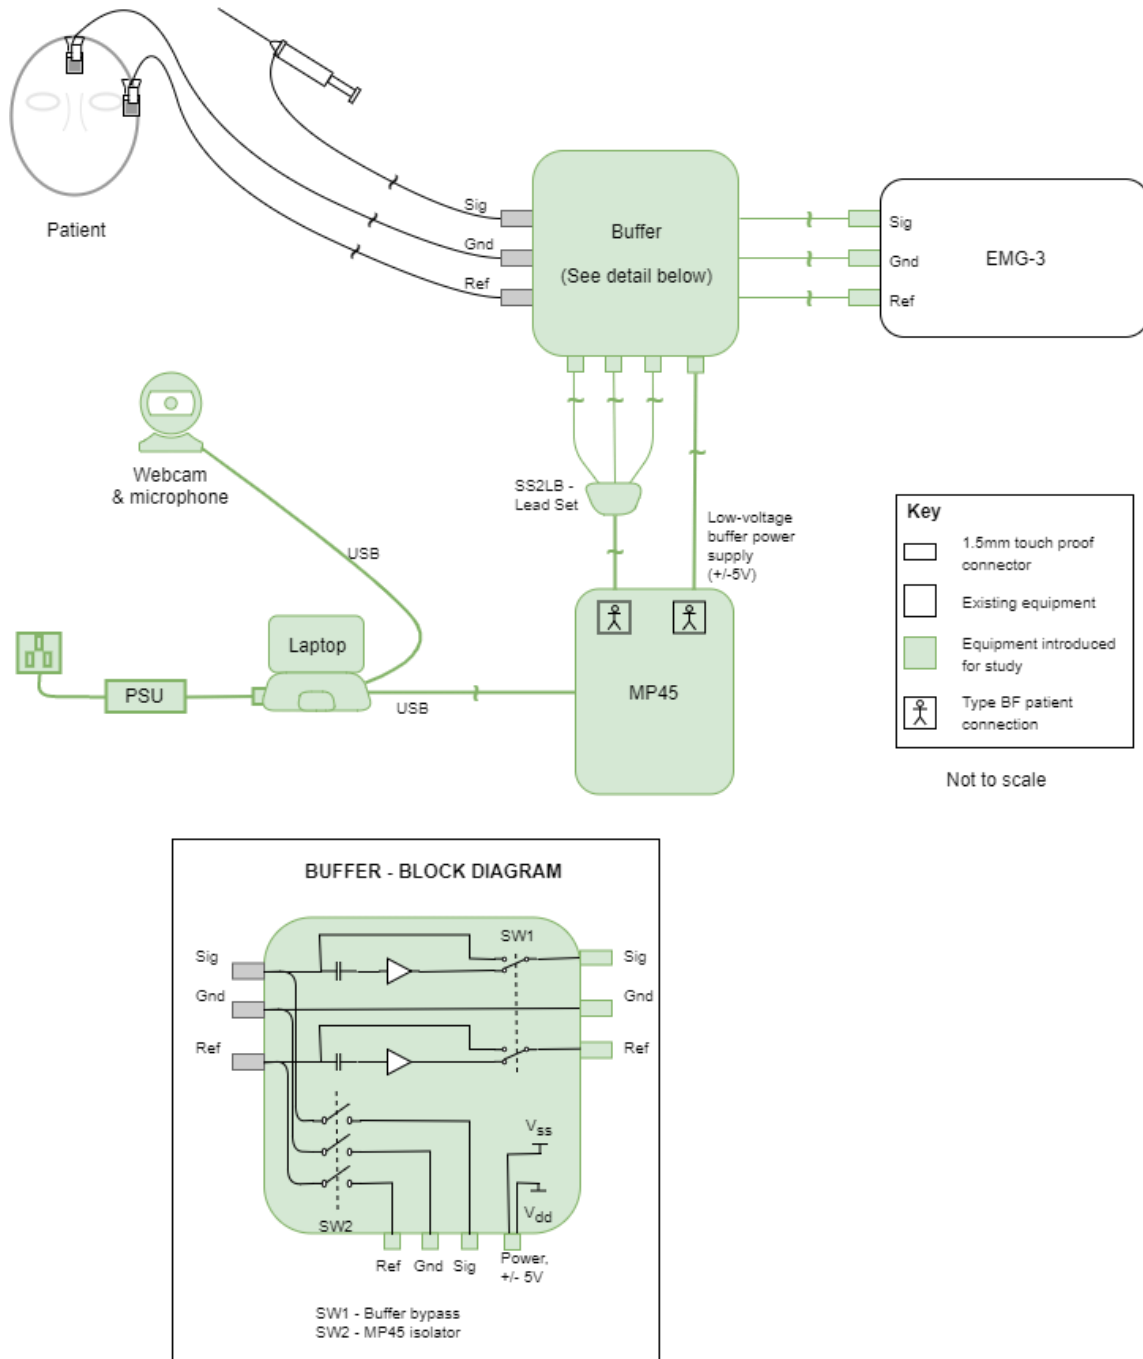 Patient
Sig
Gnd
Ref
Buffer
(See detail below)
Sig
Gnd
Ref
EMG-3
Webcam
& microphone
USB
SS2LB -
Lead Set
Low-voltage
buffer power
supply
(+/-5V)
Key
1.5mm touch proof
connector
Existing equipment
Equipment introduced
for study
Type BF patient
connection
Not to scale
Laptop
PSU
USB
MP45
BUFFER - BLOCK DIAGRAM
Sig
Gnd
Ref
SW1
Sig
Gnd
Ref
Vss
Vdd
SW2
Ref Gnd Sig
Power,
+/- 5V
SW1 - Buffer bypass
SW2 - MP45 isolator